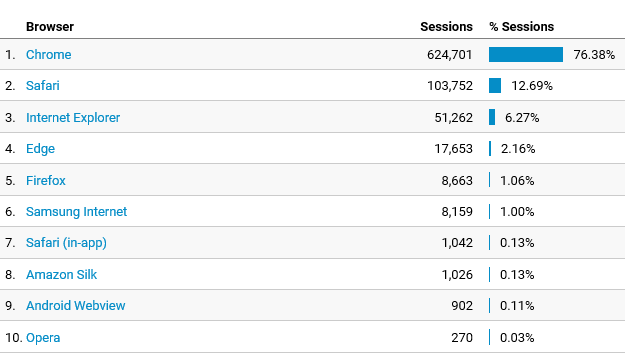 Browser Sessions % Sessions
1. Chrome 624,701 76.38%
2. Safari 103,752 12.69%
3. Internet Explorer 51,262 6.27%
4. Edge 17,653 2.16%
5. Firefox 8,663 1.06%
6. Samsung Internet 8,159 1.00%
7. Safari (in-app) 1,042 0.13%
8. Amazon Silk 1,026 0.13%
9. Android Webview 902 0.11%
10. Opera 270 0.03%